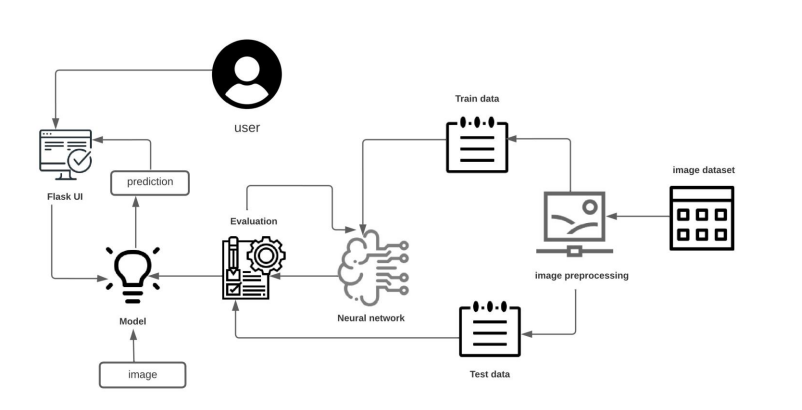 user
Train data
image dataset
prediction
Flask UI
Evaluation
image preprocessing
Neural network
Model
image
Test data